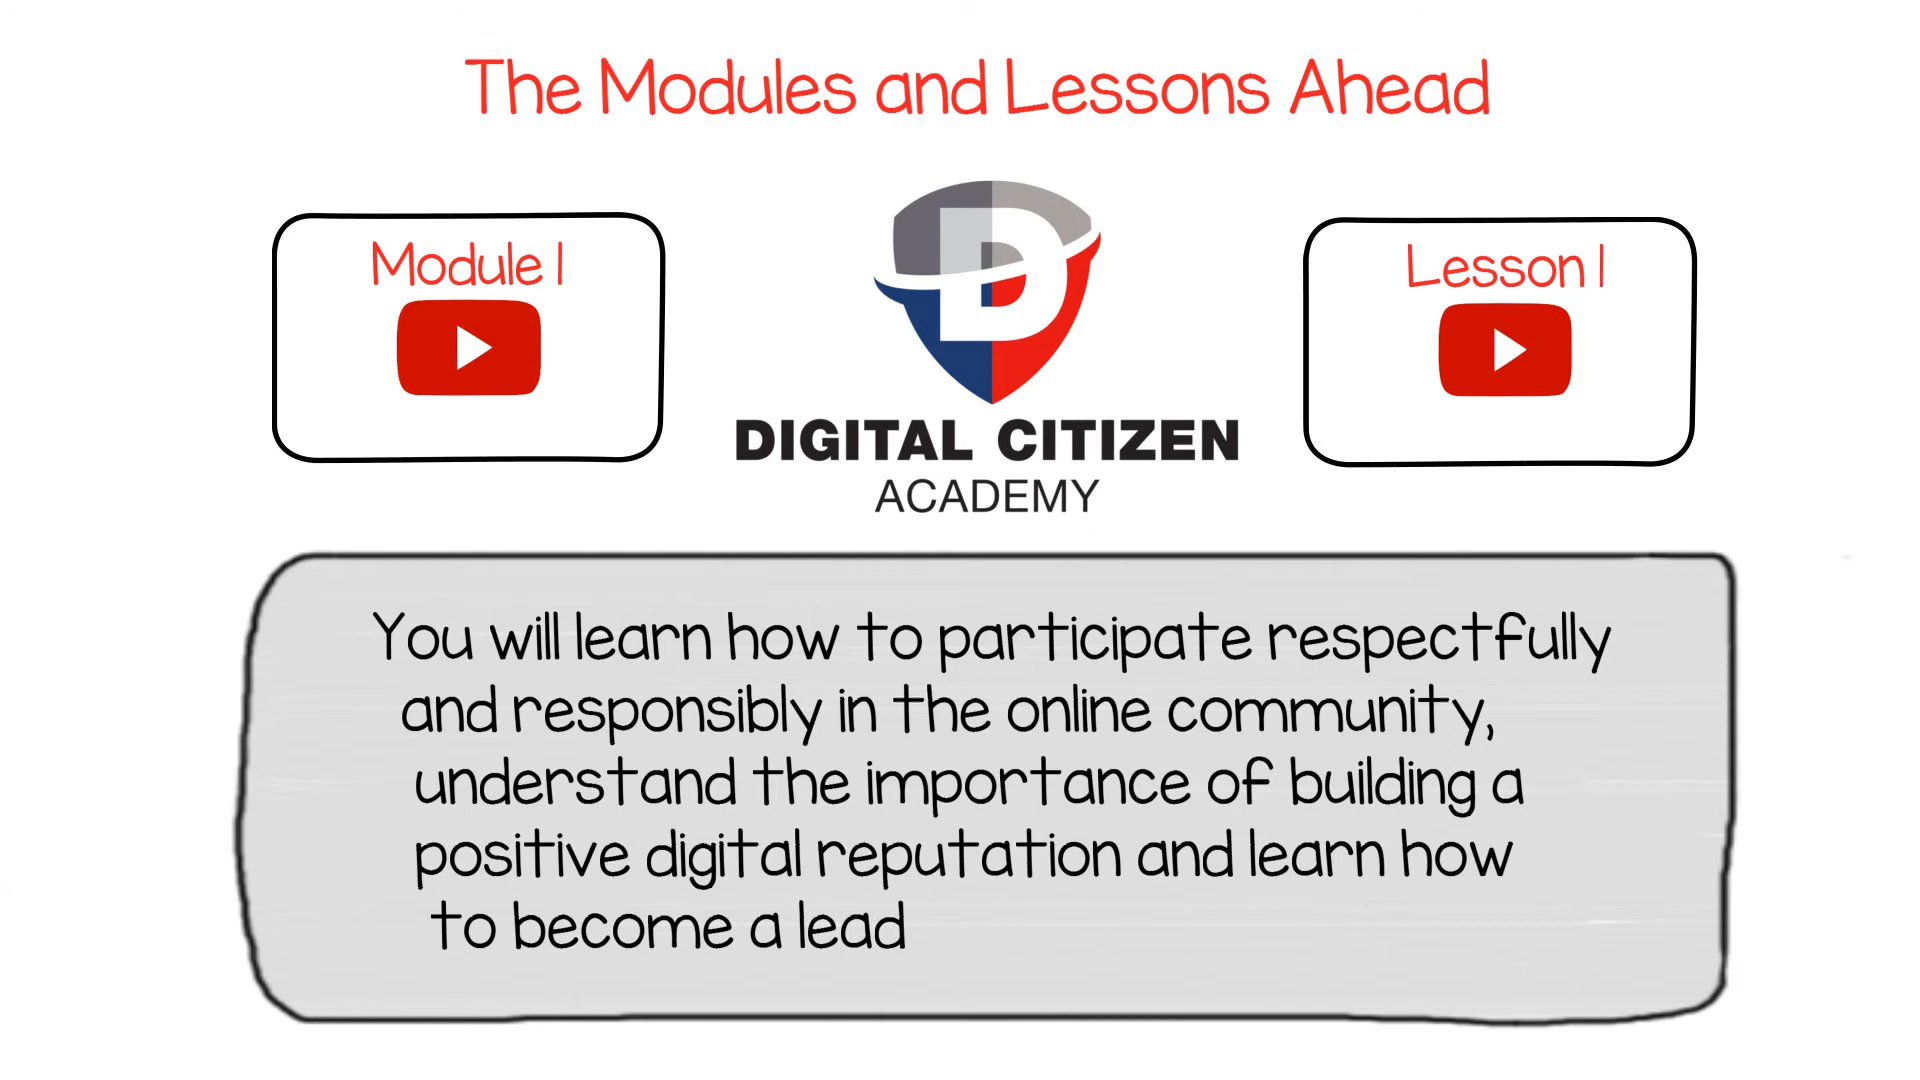 The Modules and Lessons Ahead
Module 1
Lesson 1
D
DIGITAL CITIZEN
ACADEMY
You will learn how to participate respectfully
and responsibly in the online community,
understand the importance of building a
positive digital reputation and learn how
to become a lead